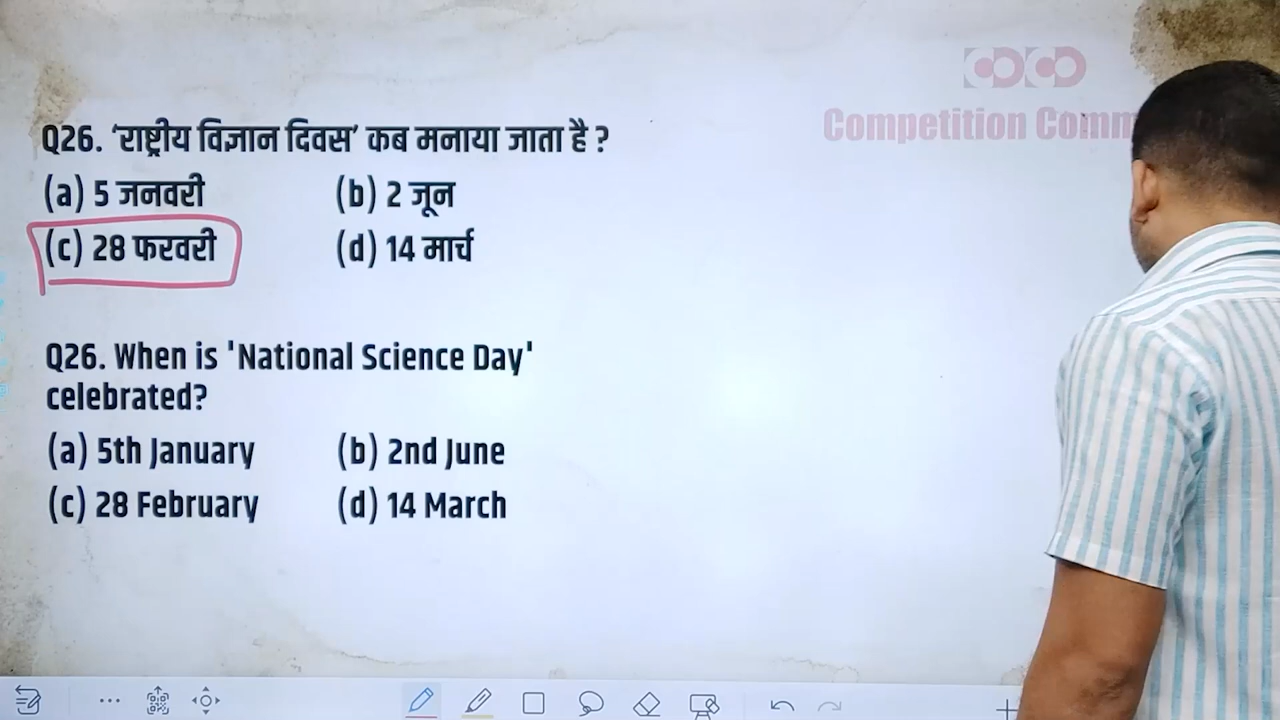 Competition Comm
Q26. ‘राष्ट्रीय विज्ञान दिवस’ कब मनाया जाता है ?
(a) 5 जनवरी (b) 2 जून
(c) 28 फरवरी (d) 14 मार्च
Q26. When is 'National Science Day'
celebrated?
(a) 5th January (b) 2nd June
(c) 28 February (d) 14 March